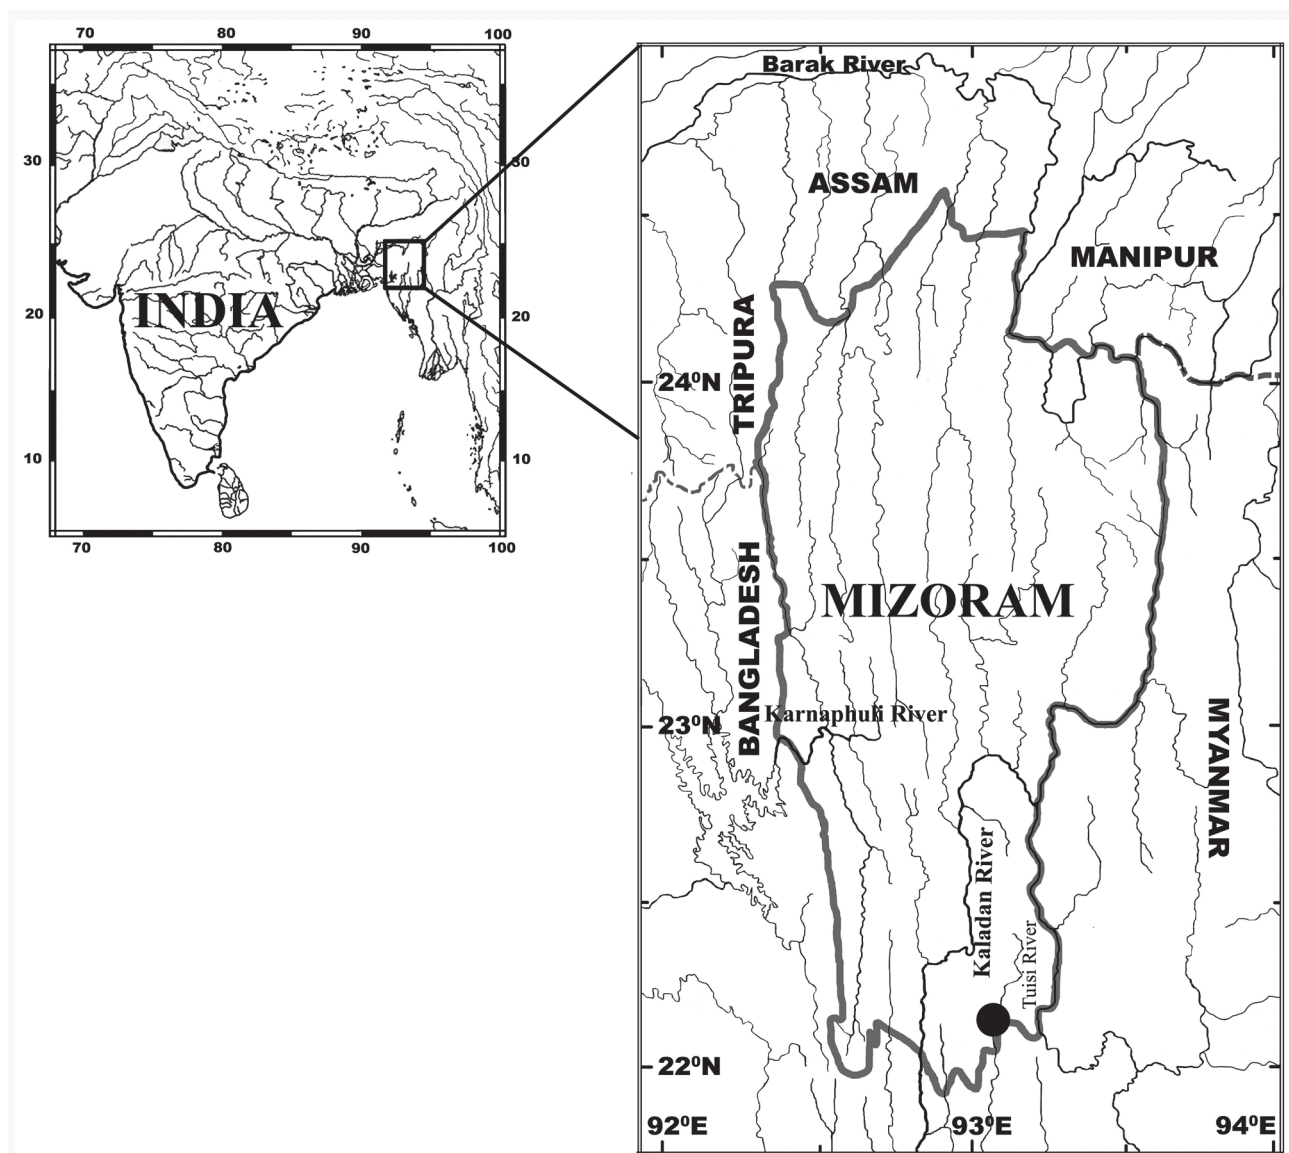 70 80 90 100
30 30
INDIA
20 20
10 10
70 80 90 100
Barak River
ASSAM
MANIPUR
TRIPURA
24⁰N
MIZORAM
BANGLADESH
Karnaphuli River
23⁰N
MYANMAR
Kaladan River
Tuisi River
22⁰N
92⁰E 93⁰E 94⁰E